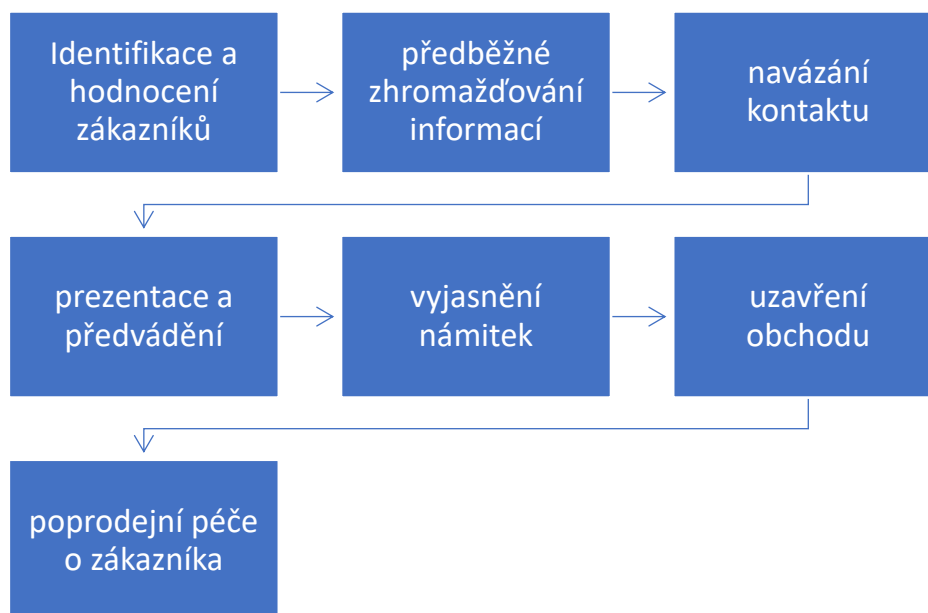 Identifikace a
hodnocení
zákazníků
předběžné
zhromažďování
informací
navázání
kontaktu
prezentace a
předvádění
vyjasnění
námitek
uzavření
obchodu
poprodejní péče
o zákazníka